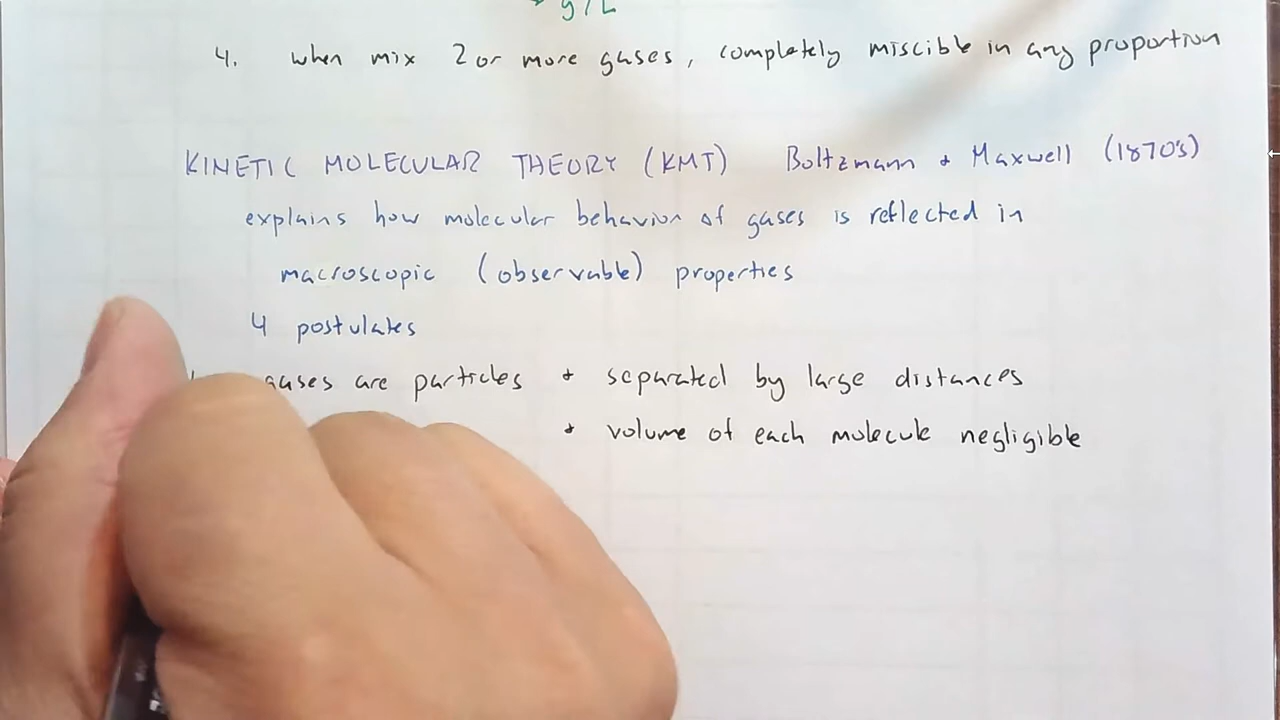 g/L
4. when mix 2 or more gases, completely miscible in any proportion
KINETIC MOLECULAR THEORY (KMT) Boltzmann + Maxwell (1870's)
explains how molecular behavior of gases is reflected in
macroscopic (observable) properties
4 postulates
gases are particles + separated by large distances
+ volume of each molecule negligible